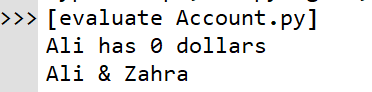 >>> [evaluate Account.py]
Ali has 0 dollars
Ali & Zahra